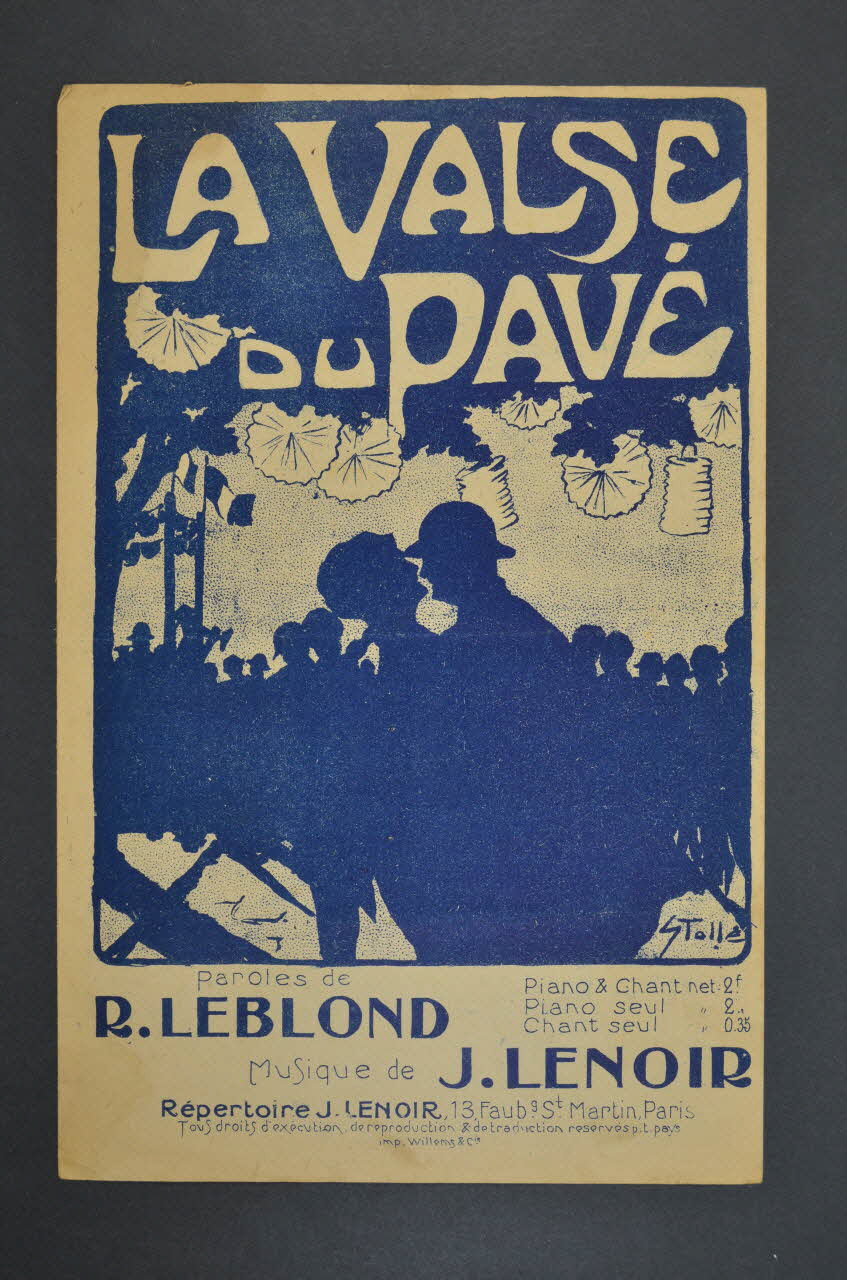 LA VALSE
DU PAVÉ
STollE
Paroles de
R. LEBLOND
Piano & Chant net: 2f
Piano seul " 2 "
Chant seul " 0.35
Musique de J. LENOIR
Répertoire J. LENOIR, 13, Faubg. St. Martin, Paris
Tous droits d'execution, de reproduction & de traduction reservés p.t. pays
imp. Willems & Cie